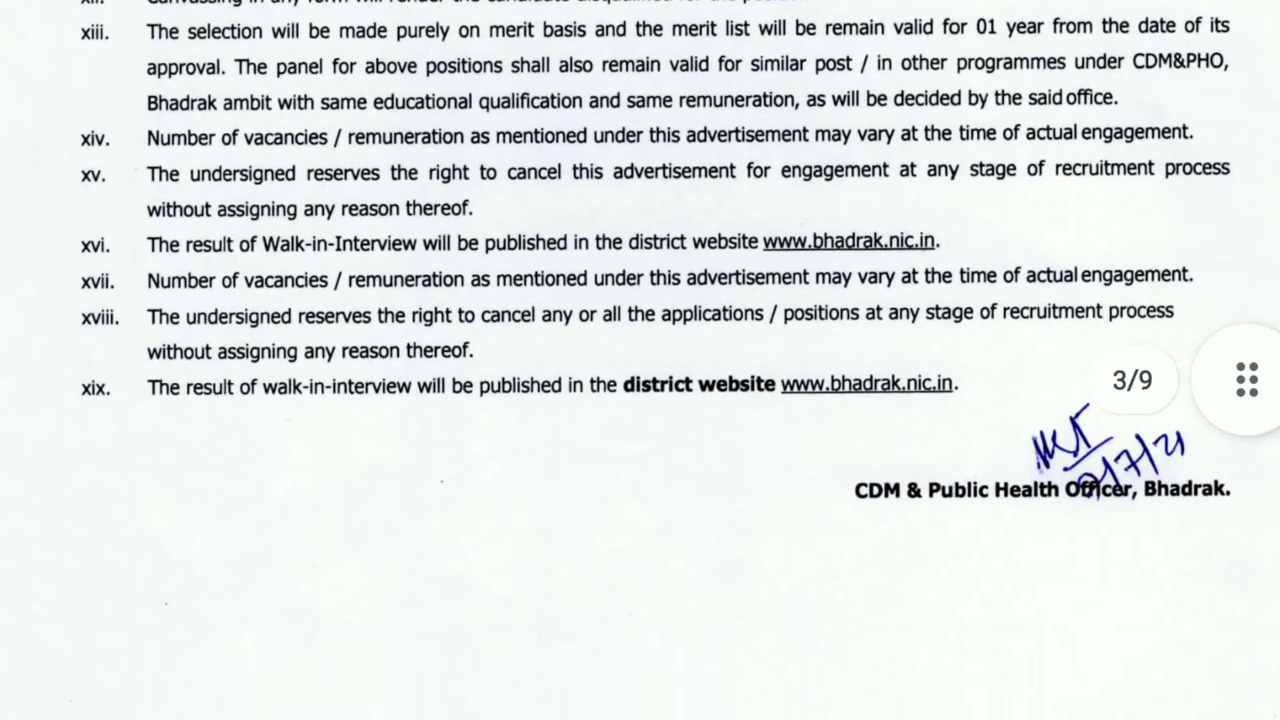 xiii. The selection will be made purely on merit basis and the merit list will be remain valid for 01 year from the date of its
approval. The panel for above positions shall also remain valid for similar post / in other programmes under CDM&PHO,
Bhadrak ambit with same educational qualification and same remuneration, as will be decided by the said office.
xiv. Number of vacancies / remuneration as mentioned under this advertisement may vary at the time of actual engagement.
xv. The undersigned reserves the right to cancel this advertisement for engagement at any stage of recruitment process
without assigning any reason thereof.
xvi. The result of Walk-in-Interview will be published in the district website www.bhadrak.nic.in.
xvii. Number of vacancies / remuneration as mentioned under this advertisement may vary at the time of actual engagement.
xviii. The undersigned reserves the right to cancel any or all the applications / positions at any stage of recruitment process
without assigning any reason thereof.
xix. The result of walk-in-interview will be published in the district website www.bhadrak.nic.in.
3/9
CDM & Public Health Officer, Bhadrak.